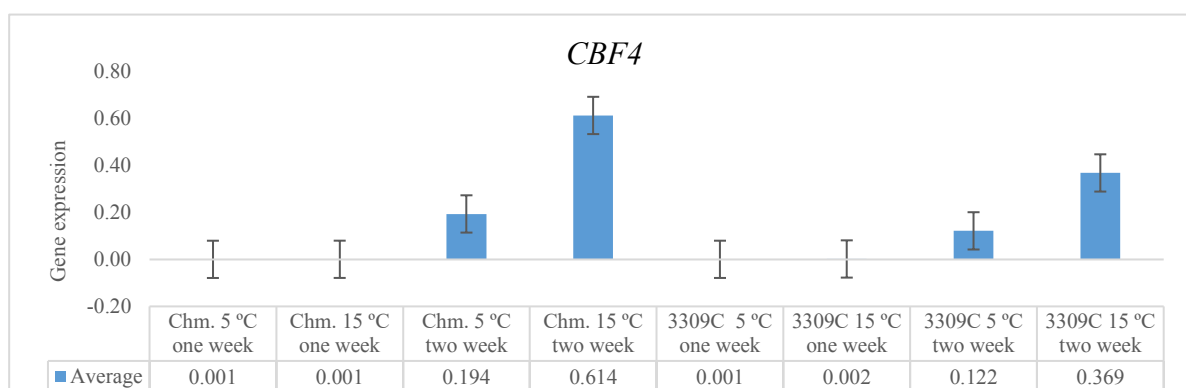 CBF4
0.80
0.60
0.40
0.20
0.00
-0.20
Gene expression
Chm. 5 ºC one week
Chm. 15 ºC one week
Chm. 5 ºC two week
Chm. 15 ºC two week
3309C 5 ºC one week
3309C 15 ºC one week
3309C 5 ºC two week
3309C 15 ºC two week
Average 0.001 0.001 0.194 0.614 0.001 0.002 0.122 0.369